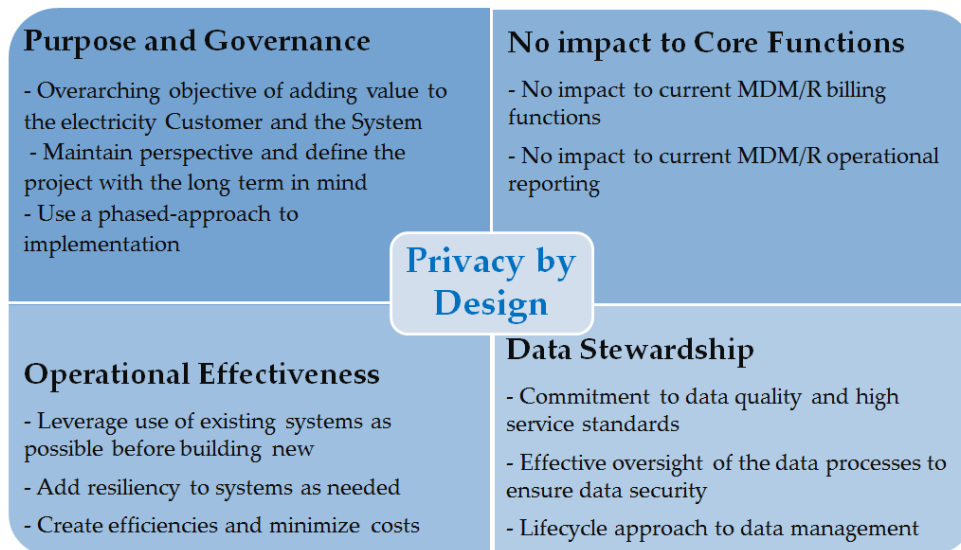 Purpose and Governance
- Overarching objective of adding value to
the electricity Customer and the System
- Maintain perspective and define the
project with the long term in mind
- Use a phased-approach to
implementation
No impact to Core Functions
- No impact to current MDM/R billing
functions
- No impact to current MDM/R operational
reporting
Privacy by
Design
Operational Effectiveness
- Leverage use of existing systems as
possible before building new
- Add resiliency to systems as needed
- Create efficiencies and minimize costs
Data Stewardship
- Commitment to data quality and high
service standards
- Effective oversight of the data processes to
ensure data security
- Lifecycle approach to data management